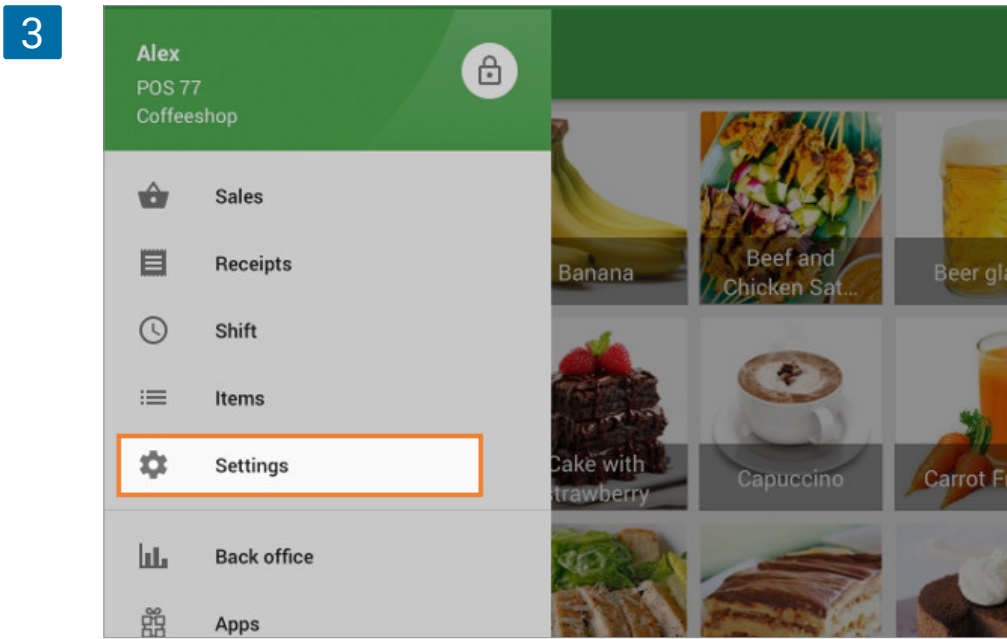 3
Alex
POS 77
Coffeeshop
Sales
Receipts
Shift
Items
Settings
Back office
Apps
Banana
Beef and
Chicken Sat...
Beer gla
Cake with
trawberry
Capuccino
Carrot F